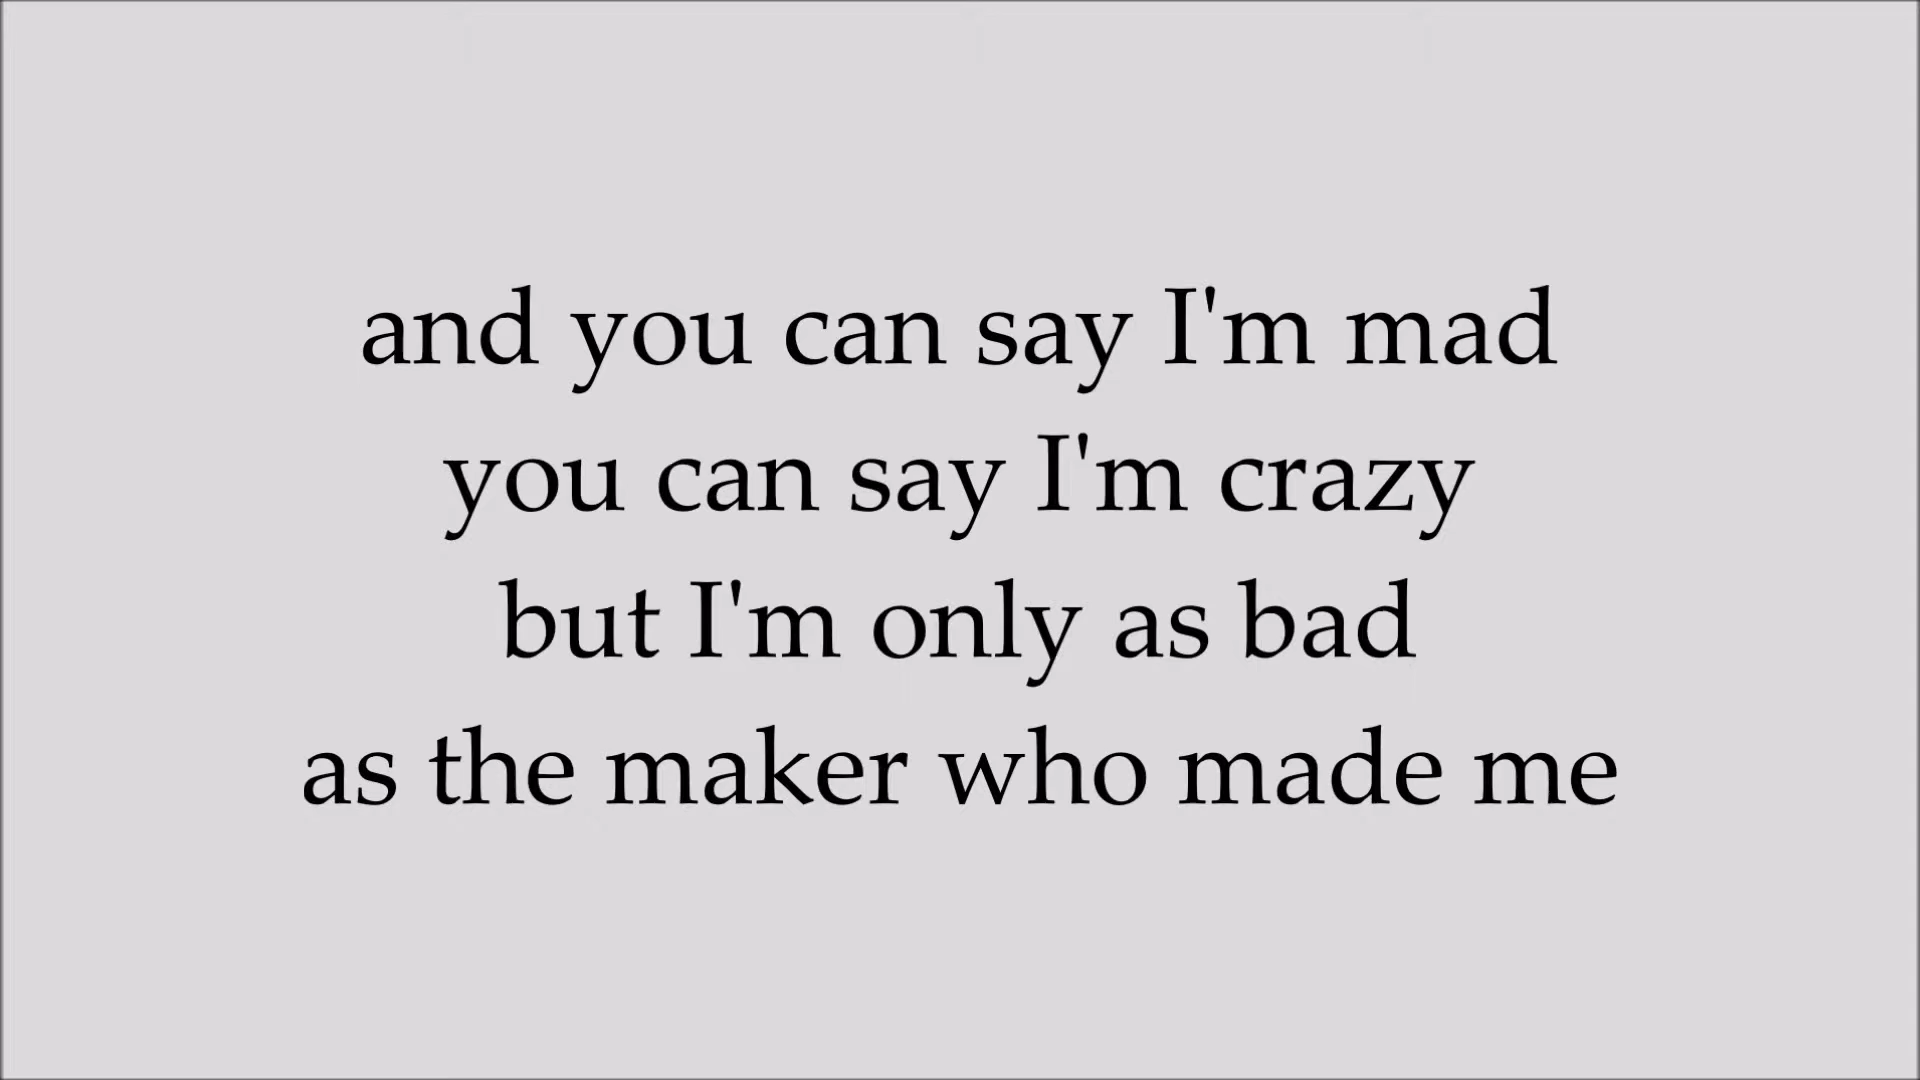 and you can say I'm mad
you can say I'm crazy
but I'm only as bad
as the maker who made me